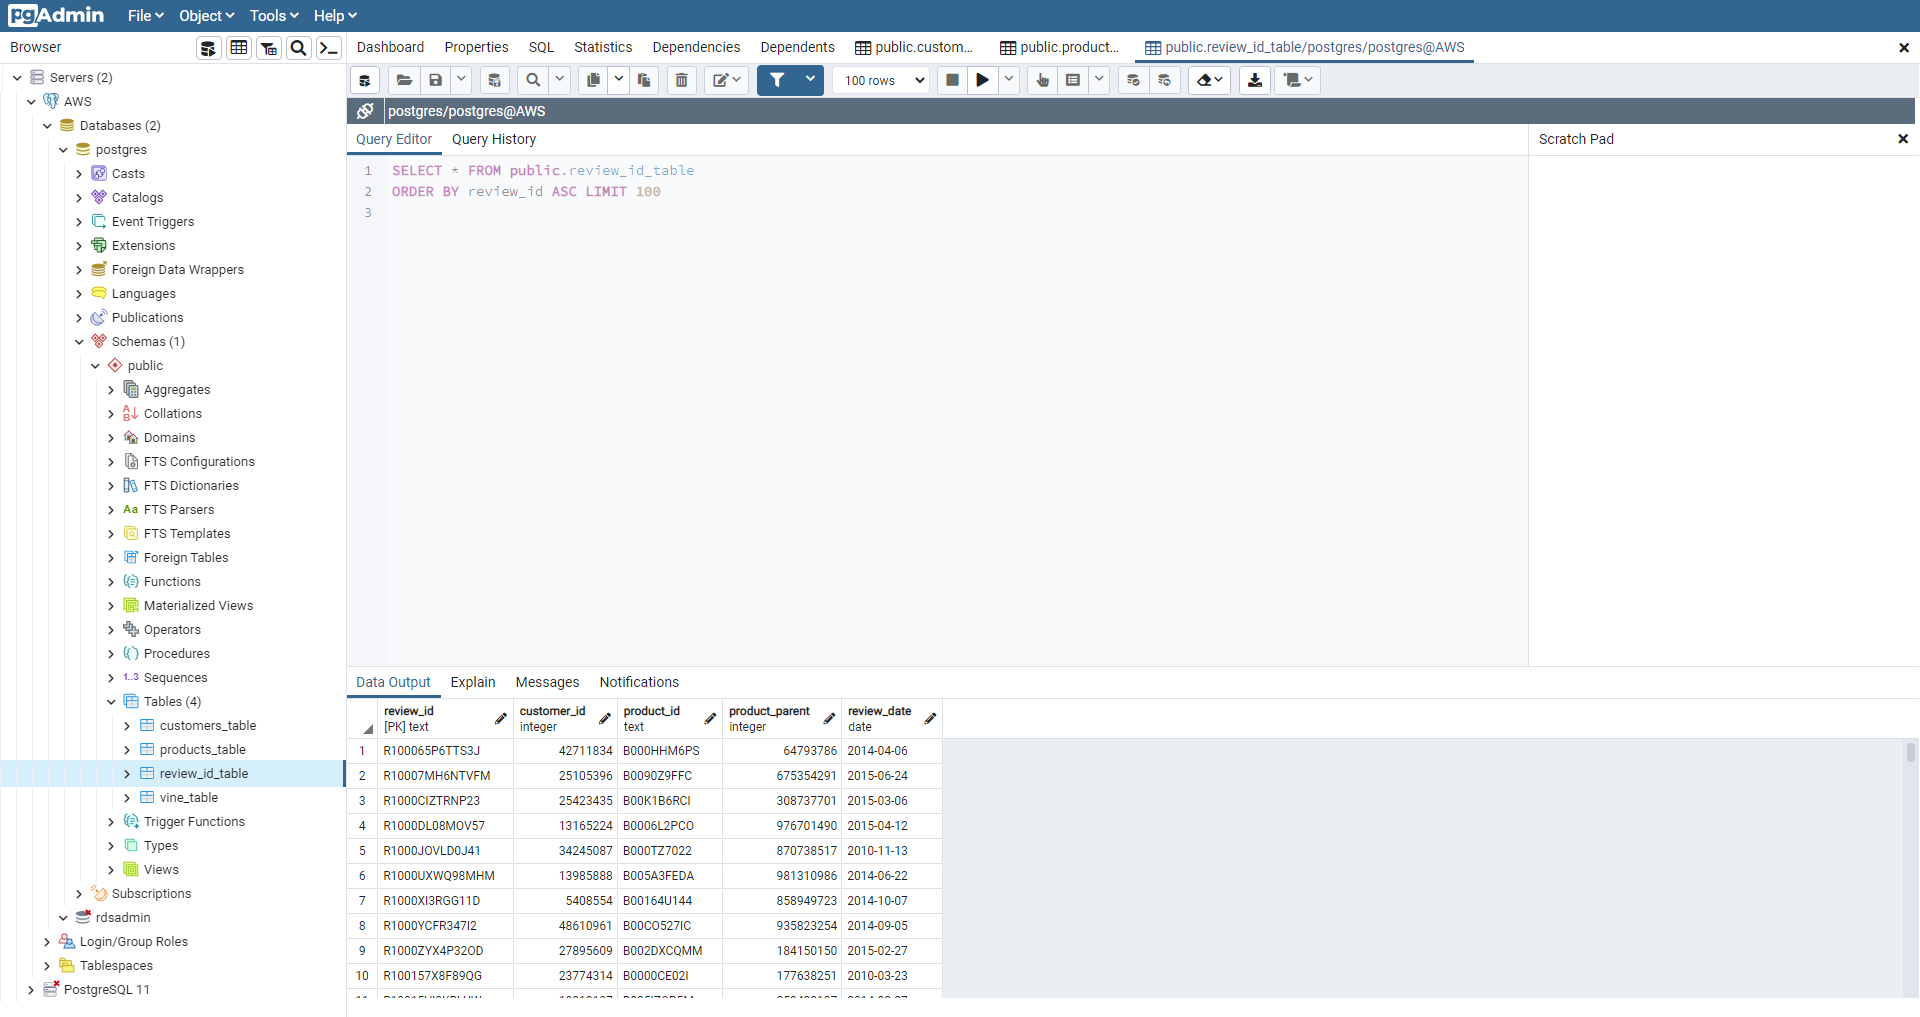 pgAdmin File Object Tools Help
Browser
Dashboard Properties SQL Statistics Dependencies Dependents public.custom... public.product... public.review_id_table/postgres/postgres@AWS
100 rows
postgres/postgres@AWS
Query Editor Query History
Scratch Pad
1 SELECT * FROM public.review_id_table
2 ORDER BY review_id ASC LIMIT 100
3
Servers (2)
AWS
Databases (2)
postgres
Casts
Catalogs
Event Triggers
Extensions
Foreign Data Wrappers
Languages
Publications
Schemas (1)
public
Aggregates
Collations
Domains
FTS Configurations
FTS Dictionaries
Aa FTS Parsers
FTS Templates
Foreign Tables
Functions
Materialized Views
Operators
Procedures
1..3 Sequences
Tables (4)
customers_table
products_table
review_id_table
vine_table
Trigger Functions
Types
Views
Subscriptions
rdsadmin
Login/Group Roles
Tablespaces
PostgreSQL 11
Data Output Explain Messages Notifications
review_id customer_id product_id product_parent review_date
[PK] text integer text integer date
1 R100065P6TTS3J 42711834 B000HHM6PS 64793786 2014-04-06
2 R10007MH6NTVFM 25105396 B0090Z9FFC 675354291 2015-06-24
3 R1000CIZTRNP23 25423435 B00K1B6RCI 308737701 2015-03-06
4 R1000DL08MOV57 13165224 B0006L2PCO 976701490 2015-04-12
5 R1000JOVLD0J41 34245087 B000TZ7022 870738517 2010-11-13
6 R1000UXWQ98MHM 13985888 B005A3FEDA 981310986 2014-06-22
7 R1000XI3RGG11D 5408554 B00164U144 858949723 2014-10-07
8 R1000YCFR347I2 48610961 B00CO527IC 935823254 2014-09-05
9 R1000ZYX4P32OD 27895609 B002DXCQMM 184150150 2015-02-27
10 R100157X8F89QG 23774314 B0000CE02I 177638251 2010-03-23